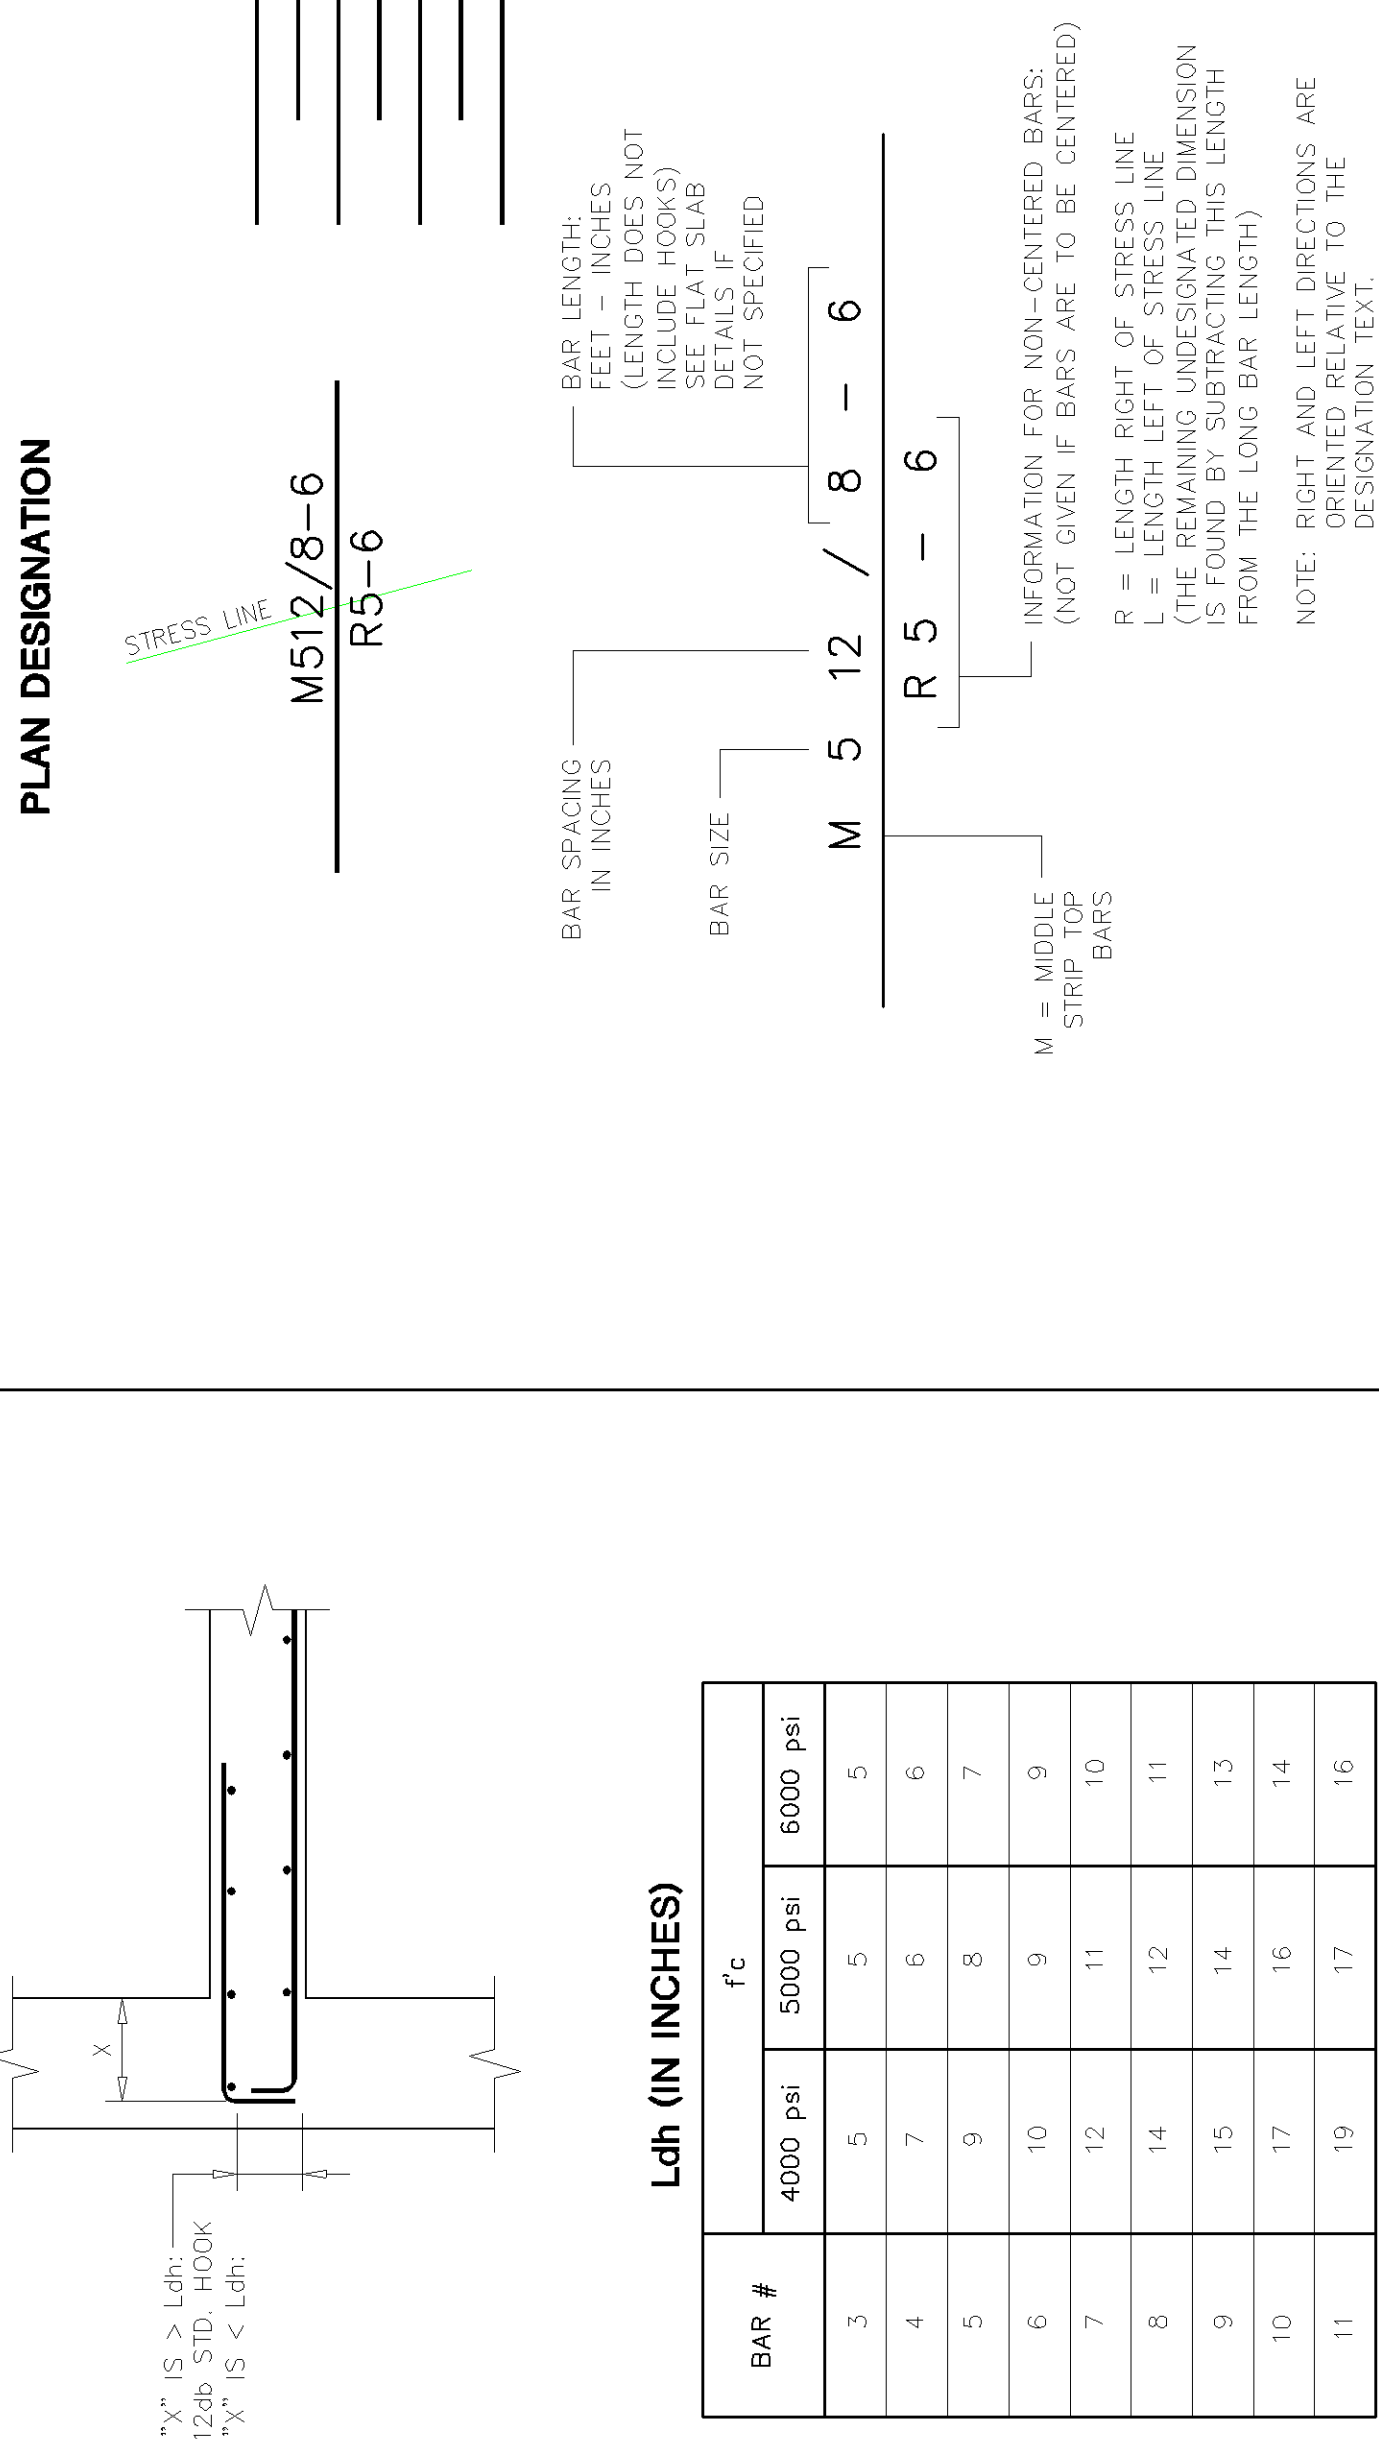 "X" IS > Ldh:
12db STD. HOOK
"X" IS < Ldh:
X
Ldh (IN INCHES)
BAR # f'c
4000 psi 5000 psi 6000 psi
3 5 5 5
4 7 6 6
5 9 8 7
6 10 9 9
7 12 11 10
8 14 12 11
9 15 14 13
10 17 16 14
11 19 17 16
PLAN DESIGNATION
STRESS LINE
M512/8-6
R5-6
BAR SPACING
IN INCHES
BAR SIZE
BAR LENGTH:
FEET - INCHES
(LENGTH DOES NOT
INCLUDE HOOKS)
SEE FLAT SLAB
DETAILS IF
NOT SPECIFIED
M 5 12 / 8 - 6
R 5 - 6
M = MIDDLE
STRIP TOP
BARS
INFORMATION FOR NON-CENTERED BARS:
(NOT GIVEN IF BARS ARE TO BE CENTERED)
R = LENGTH RIGHT OF STRESS LINE
L = LENGTH LEFT OF STRESS LINE
(THE REMAINING UNDESIGNATED DIMENSION
IS FOUND BY SUBTRACTING THIS LENGTH
FROM THE LONG BAR LENGTH)
NOTE: RIGHT AND LEFT DIRECTIONS ARE
ORIENTED RELATIVE TO THE
DESIGNATION TEXT.